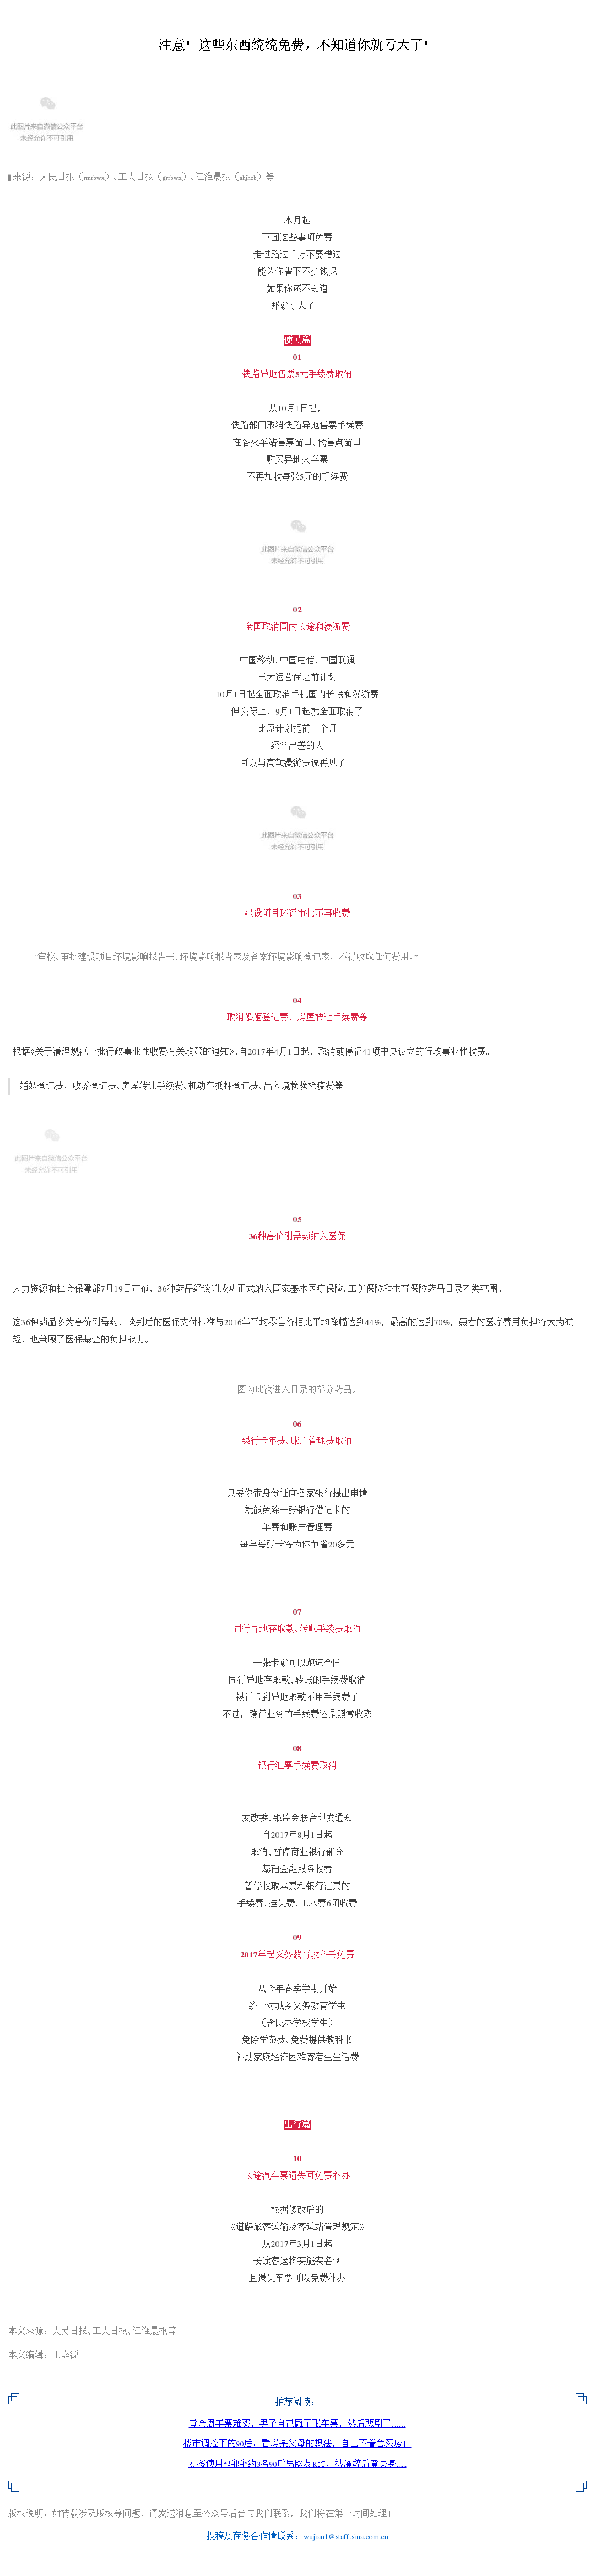 注意！这些东西统统免费，不知道你就亏大了！
此图片来自微信公众平台
未经允许不可引用
来源：人民日报（rmrbwx）、工人日报（grrbwx）、江淮晨报（ahjhcb）等
本月起
下面这些事项免费
走过路过千万不要错过
能为你省下不少钱呢
如果你还不知道
那就亏大了！
便民篇
01
铁路异地售票5元手续费取消
从10月1日起，
铁路部门取消铁路异地售票手续费
在各火车站售票窗口、代售点窗口
购买异地火车票
不再加收每张5元的手续费
此图片来自微信公众平台
未经允许不可引用
02
全国取消国内长途和漫游费
中国移动、中国电信、中国联通
三大运营商之前计划
10月1日起全面取消手机国内长途和漫游费
但实际上，9月1日起就全面取消了
比原计划提前一个月
经常出差的人
可以与高额漫游费说再见了！
此图片来自微信公众平台
未经允许不可引用
03
建设项目环评审批不再收费
“审核、审批建设项目环境影响报告书、环境影响报告表及备案环境影响登记表，不得收取任何费用。”
04
取消婚姻登记费，房屋转让手续费等
根据《关于清理规范一批行政事业性收费有关政策的通知》。自2017年4月1日起，取消或停征41项中央设立的行政事业性收费。
婚姻登记费，收养登记费、房屋转让手续费、机动车抵押登记费、出入境检验检疫费等
此图片来自微信公众平台
未经允许不可引用
05
36种高价刚需药纳入医保
人力资源和社会保障部7月19日宣布，36种药品经谈判成功正式纳入国家基本医疗保险、工伤保险和生育保险药品目录乙类范围。
这36种药品多为高价刚需药，谈判后的医保支付标准与2016年平均零售价相比平均降幅达到44%，最高的达到70%，患者的医疗费用负担将大为减
轻，也兼顾了医保基金的负担能力。
图为此次进入目录的部分药品。
06
银行卡年费、账户管理费取消
只要你带身份证向各家银行提出申请
就能免除一张银行借记卡的
年费和账户管理费
每年每张卡将为你节省20多元
07
同行异地存取款、转账手续费取消
一张卡就可以跑遍全国
同行异地存取款、转账的手续费取消
银行卡到异地取款不用手续费了
不过，跨行业务的手续费还是照常收取
08
银行汇票手续费取消
发改委、银监会联合印发通知
自2017年8月1日起
取消、暂停商业银行部分
基础金融服务收费
暂停收取本票和银行汇票的
手续费、挂失费、工本费6项收费
09
2017年起义务教育教科书免费
从今年春季学期开始
统一对城乡义务教育学生
（含民办学校学生）
免除学杂费、免费提供教科书
补助家庭经济困难寄宿生生活费
出行篇
10
长途汽车票遗失可免费补办
根据修改后的
《道路旅客运输及客运站管理规定》
从2017年3月1日起
长途客运将实施实名制
且遗失车票可以免费补办
本文来源：人民日报、工人日报、江淮晨报等
本文编辑：王嘉源
推荐阅读：
黄金周车票难买，男子自己雕了张车票，然后悲剧了……
楼市调控下的90后：看房是父母的想法，自己不着急买房！
女孩使用“陌陌”约3名90后男网友K歌，被灌醉后竟失身......
版权说明：如转载涉及版权等问题，请发送消息至公众号后台与我们联系，我们将在第一时间处理！
投稿及商务合作请联系：wujian1@staff.sina.com.cn